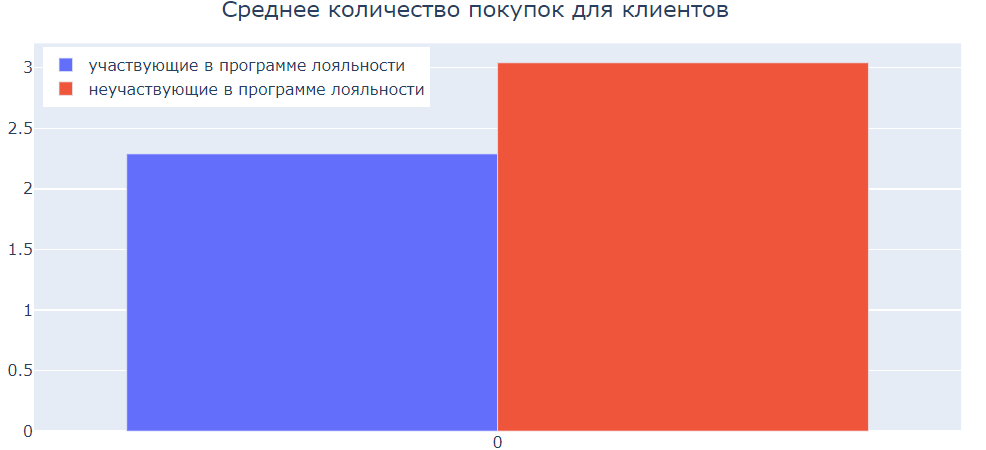 Среднее количество покупок для клиентов
участвующие в программе лояльности
неучаствующие в программе лояльности
3
2.5
2
1.5
1
0.5
0
0